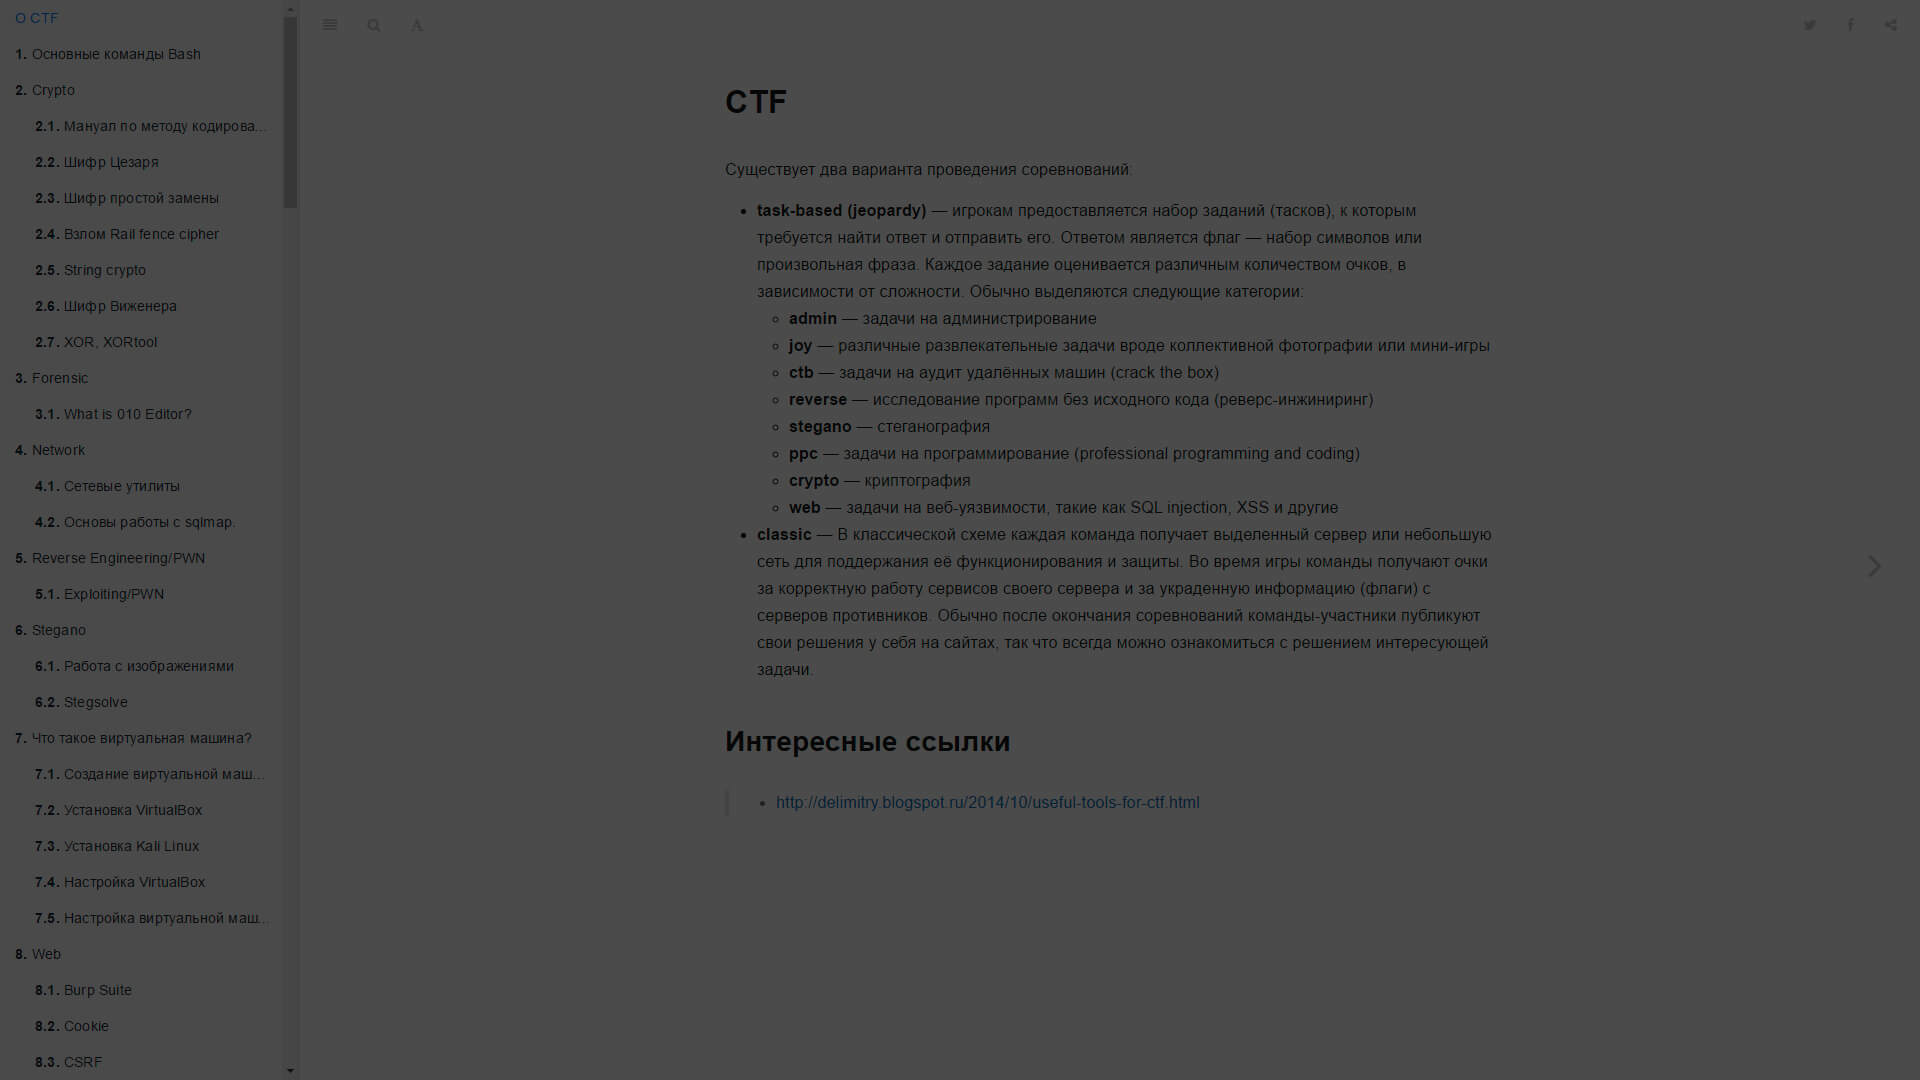 О CTF
1. Основные команды Bash
2. Crypto
2.1. Мануал по методу кодирова...
2.2. Шифр Цезаря
2.3. Шифр простой замены
2.4. Взлом Rail fence cipher
2.5. String crypto
2.6. Шифр Виженера
2.7. XOR, XORtool
3. Forensic
3.1. What is 010 Editor?
4. Network
4.1. Сетевые утилиты
4.2. Основы работы с sqlmap.
5. Reverse Engineering/PWN
5.1. Exploiting/PWN
6. Stegano
6.1. Работа с изображениями
6.2. Stegsolve
7. Что такое виртуальная машина?
7.1. Создание виртуальной маш...
7.2. Установка VirtualBox
7.3. Установка Kali Linux
7.4. Настройка VirtualBox
7.5. Настройка виртуальной маш...
8. Web
8.1. Burp Suite
8.2. Cookie
8.3. CSRF
CTF
Существует два варианта проведения соревнований:
task-based (jeopardy) — игрокам предоставляется набор заданий (тасков), к которым
требуется найти ответ и отправить его. Ответом является флаг — набор символов или
произвольная фраза. Каждое задание оценивается различным количеством очков, в
зависимости от сложности. Обычно выделяются следующие категории:
admin — задачи на администрирование
joy — различные развлекательные задачи вроде коллективной фотографии или мини-игры
ctb — задачи на аудит удалённых машин (crack the box)
reverse — исследование программ без исходного кода (реверс-инжиниринг)
stegano — стеганография
ppc — задачи на программирование (professional programming and coding)
crypto — криптография
web — задачи на веб-уязвимости, такие как SQL injection, XSS и другие
classic — В классической схеме каждая команда получает выделенный сервер или небольшую
сеть для поддержания её функционирования и защиты. Во время игры команды получают очки
за корректную работу сервисов своего сервера и за украденную информацию (флаги) с
серверов противников. Обычно после окончания соревнований команды-участники публикуют
свои решения у себя на сайтах, так что всегда можно ознакомиться с решением интересующей
задачи.
Интересные ссылки
http://delimitry.blogspot.ru/2014/10/useful-tools-for-ctf.html